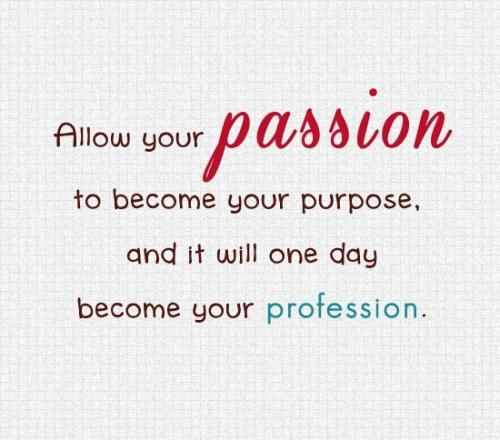 Allow your passion
to become your purpose,
and it will one day
become your profession.